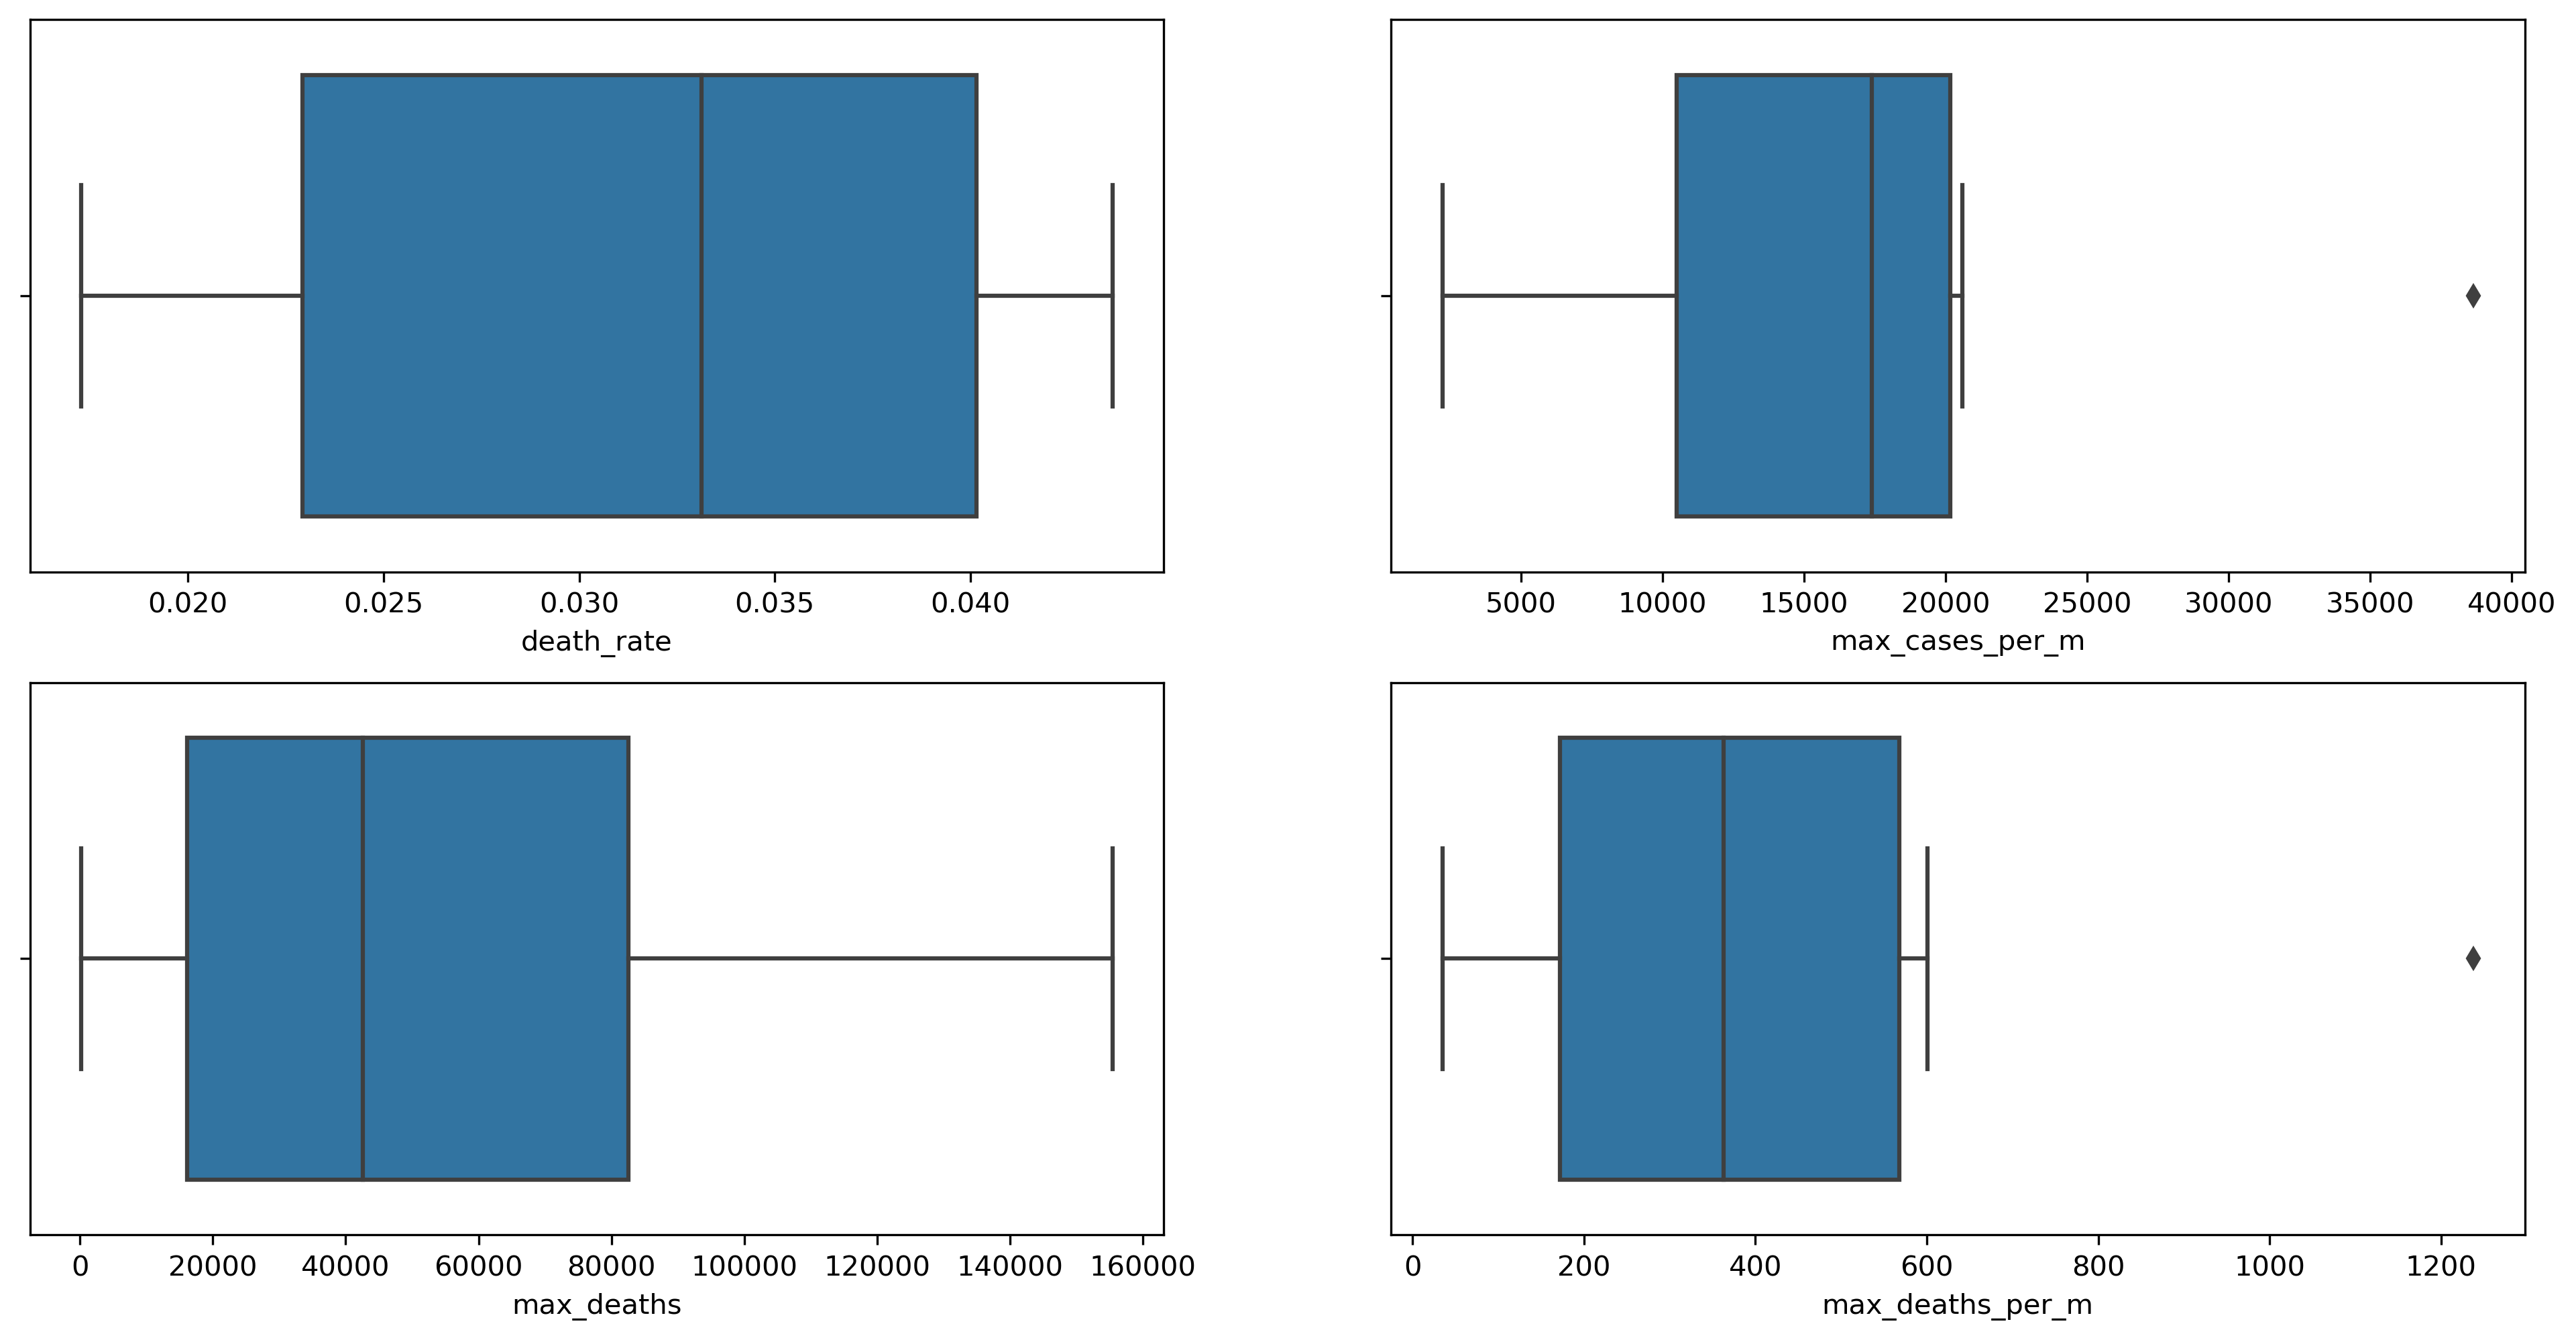 0.020 0.025 0.030 0.035 0.040
death_rate
5000 10000 15000 20000 25000 30000 35000 40000
max_cases_per_m
0 20000 40000 60000 80000 100000 120000 140000 160000
max_deaths
0 200 400 600 800 1000 1200
max_deaths_per_m